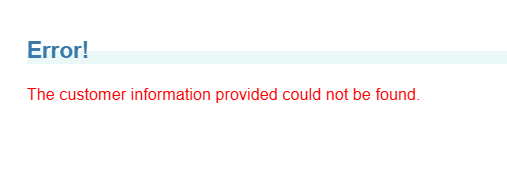 Error!
The customer information provided could not be found.